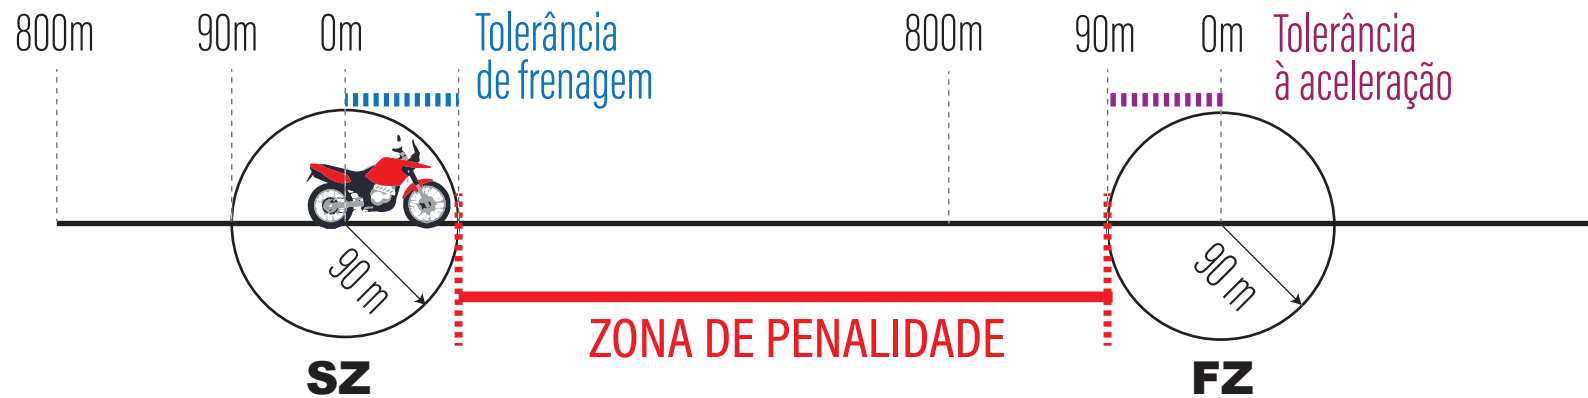 800m
90m
0m
Tolerância
de frenagem
800m
90m
0m
Tolerância
à aceleração
90 m
90 m
ZONA DE PENALIDADE
SZ
FZ